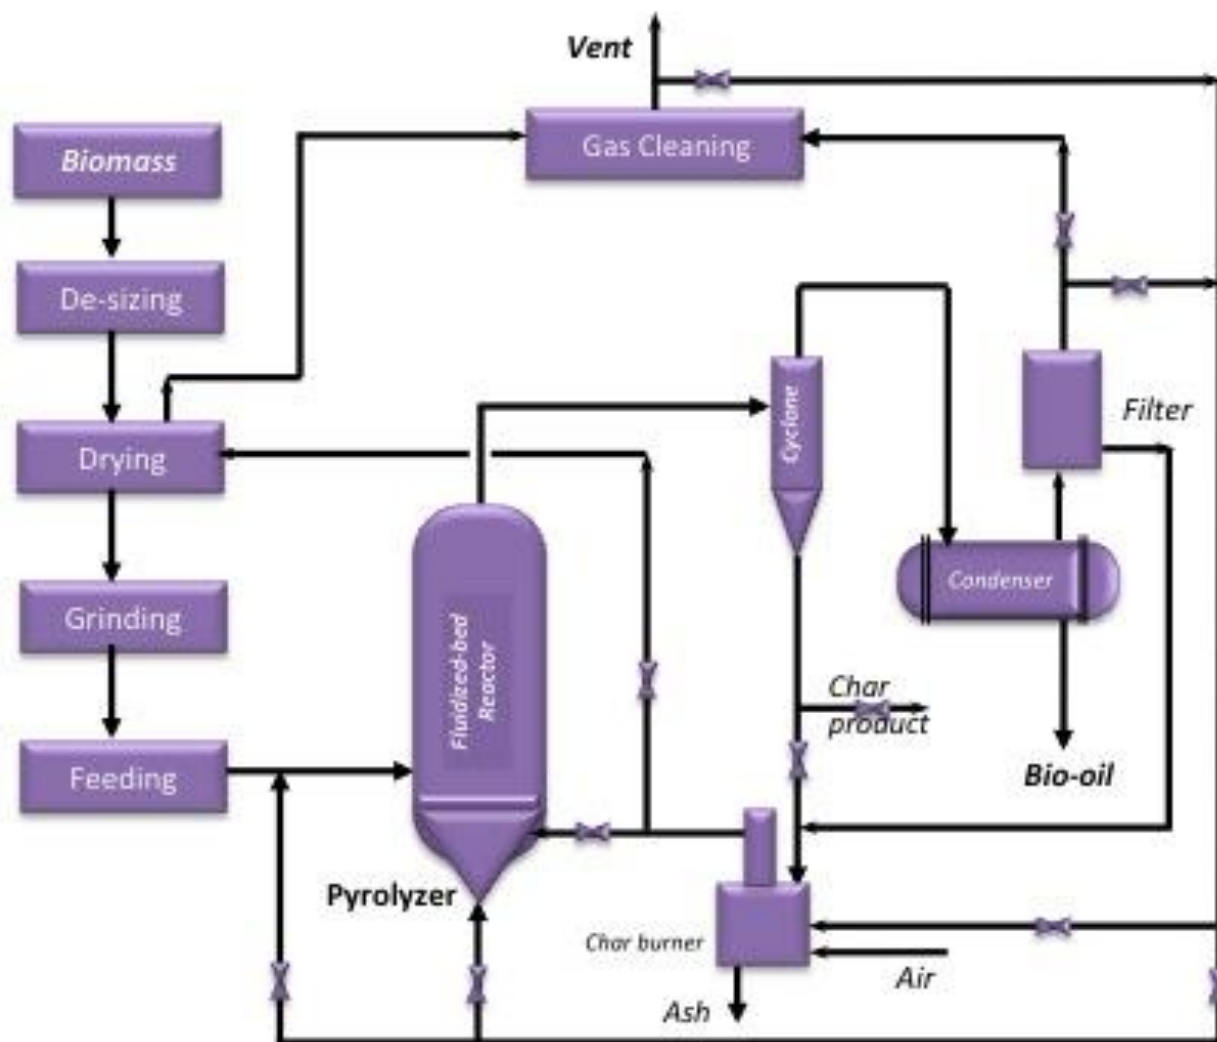 Vent
Gas Cleaning
Biomass
De-sizing
Drying
Grinding
Feeding
Fluidized-bed
Reactor
Pyrolyzer
Cyclone
Filter
Condenser
Bio-oil
Char
product
Char burner
Air
Ash